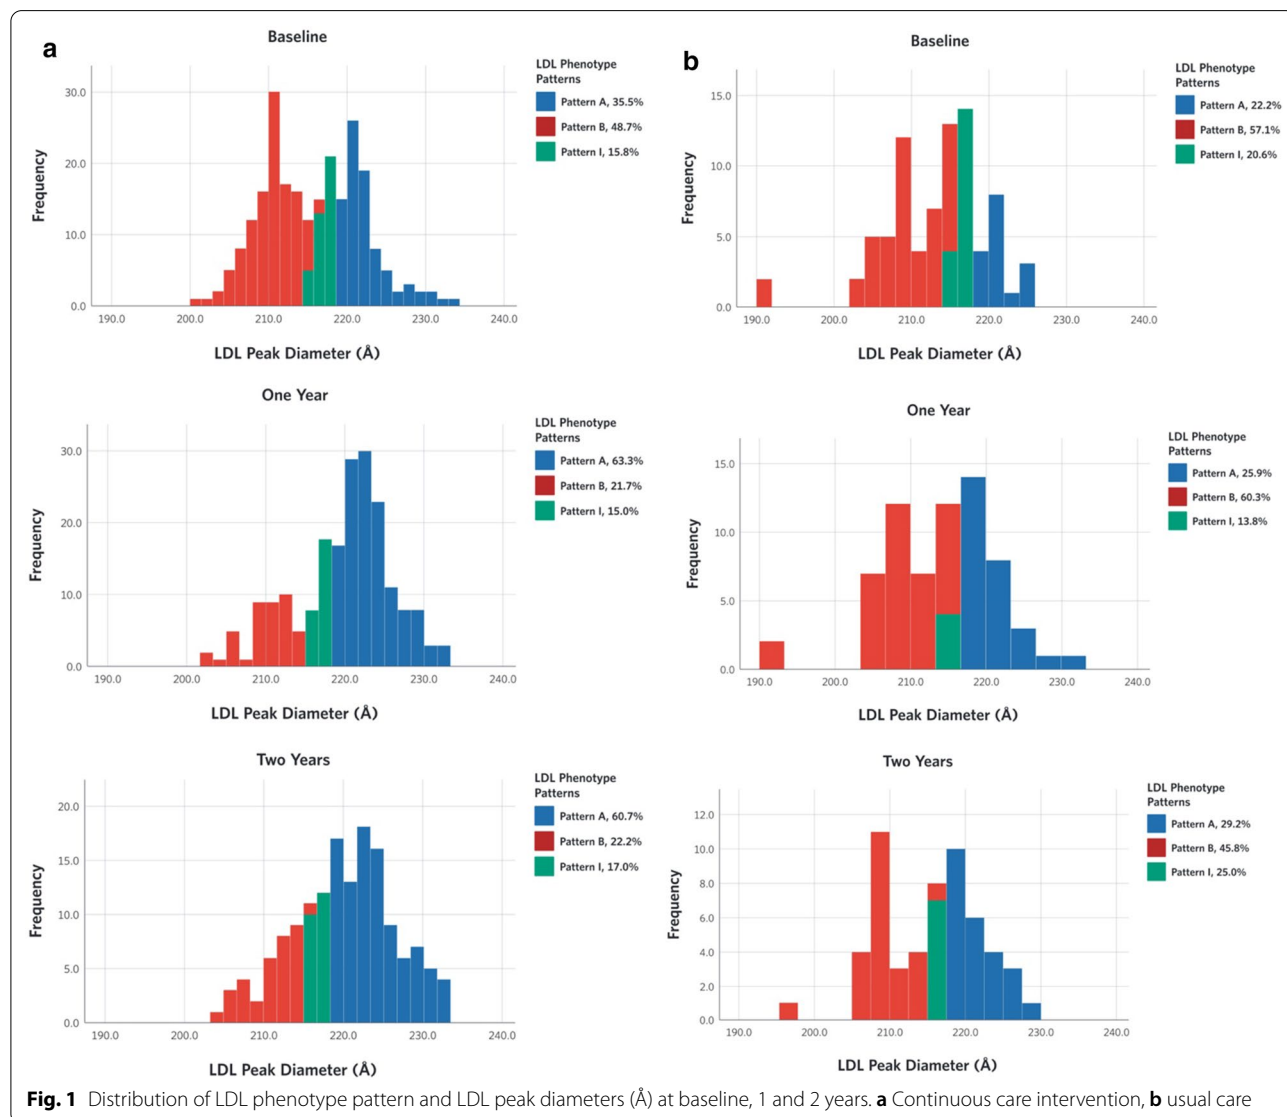 a
Baseline
LDL Phenotype
Patterns
Pattern A, 35.5%
Pattern B, 48.7%
Pattern I, 15.8%
Frequency
30.0
20.0
10.0
0.0
190.0 200.0 210.0 220.0 230.0 240.0
LDL Peak Diameter (Å)
One Year
LDL Phenotype
Patterns
Pattern A, 63.3%
Pattern B, 21.7%
Pattern I, 15.0%
Frequency
30.0
20.0
10.0
0.0
190.0 200.0 210.0 220.0 230.0 240.0
LDL Peak Diameter (Å)
Two Years
LDL Phenotype
Patterns
Pattern A, 60.7%
Pattern B, 22.2%
Pattern I, 17.0%
Frequency
20.0
15.0
10.0
5.0
0.0
190.0 200.0 210.0 220.0 230.0 240.0
LDL Peak Diameter (Å)
b
Baseline
LDL Phenotype
Patterns
Pattern A, 22.2%
Pattern B, 57.1%
Pattern I, 20.6%
Frequency
15.0
10.0
5.0
0.0
190.0 200.0 210.0 220.0 230.0 240.0
LDL Peak Diameter (Å)
One Year
LDL Phenotype
Patterns
Pattern A, 25.9%
Pattern B, 60.3%
Pattern I, 13.8%
Frequency
15.0
10.0
5.0
0.0
190.0 200.0 210.0 220.0 230.0 240.0
LDL Peak Diameter (Å)
Two Years
LDL Phenotype
Patterns
Pattern A, 29.2%
Pattern B, 45.8%
Pattern I, 25.0%
Frequency
12.0
10.0
8.0
6.0
4.0
2.0
0.0
190.0 200.0 210.0 220.0 230.0 240.0
LDL Peak Diameter (Å)
Fig. 1 Distribution of LDL phenotype pattern and LDL peak diameters (Å) at baseline, 1 and 2 years. a Continuous care intervention, b usual care